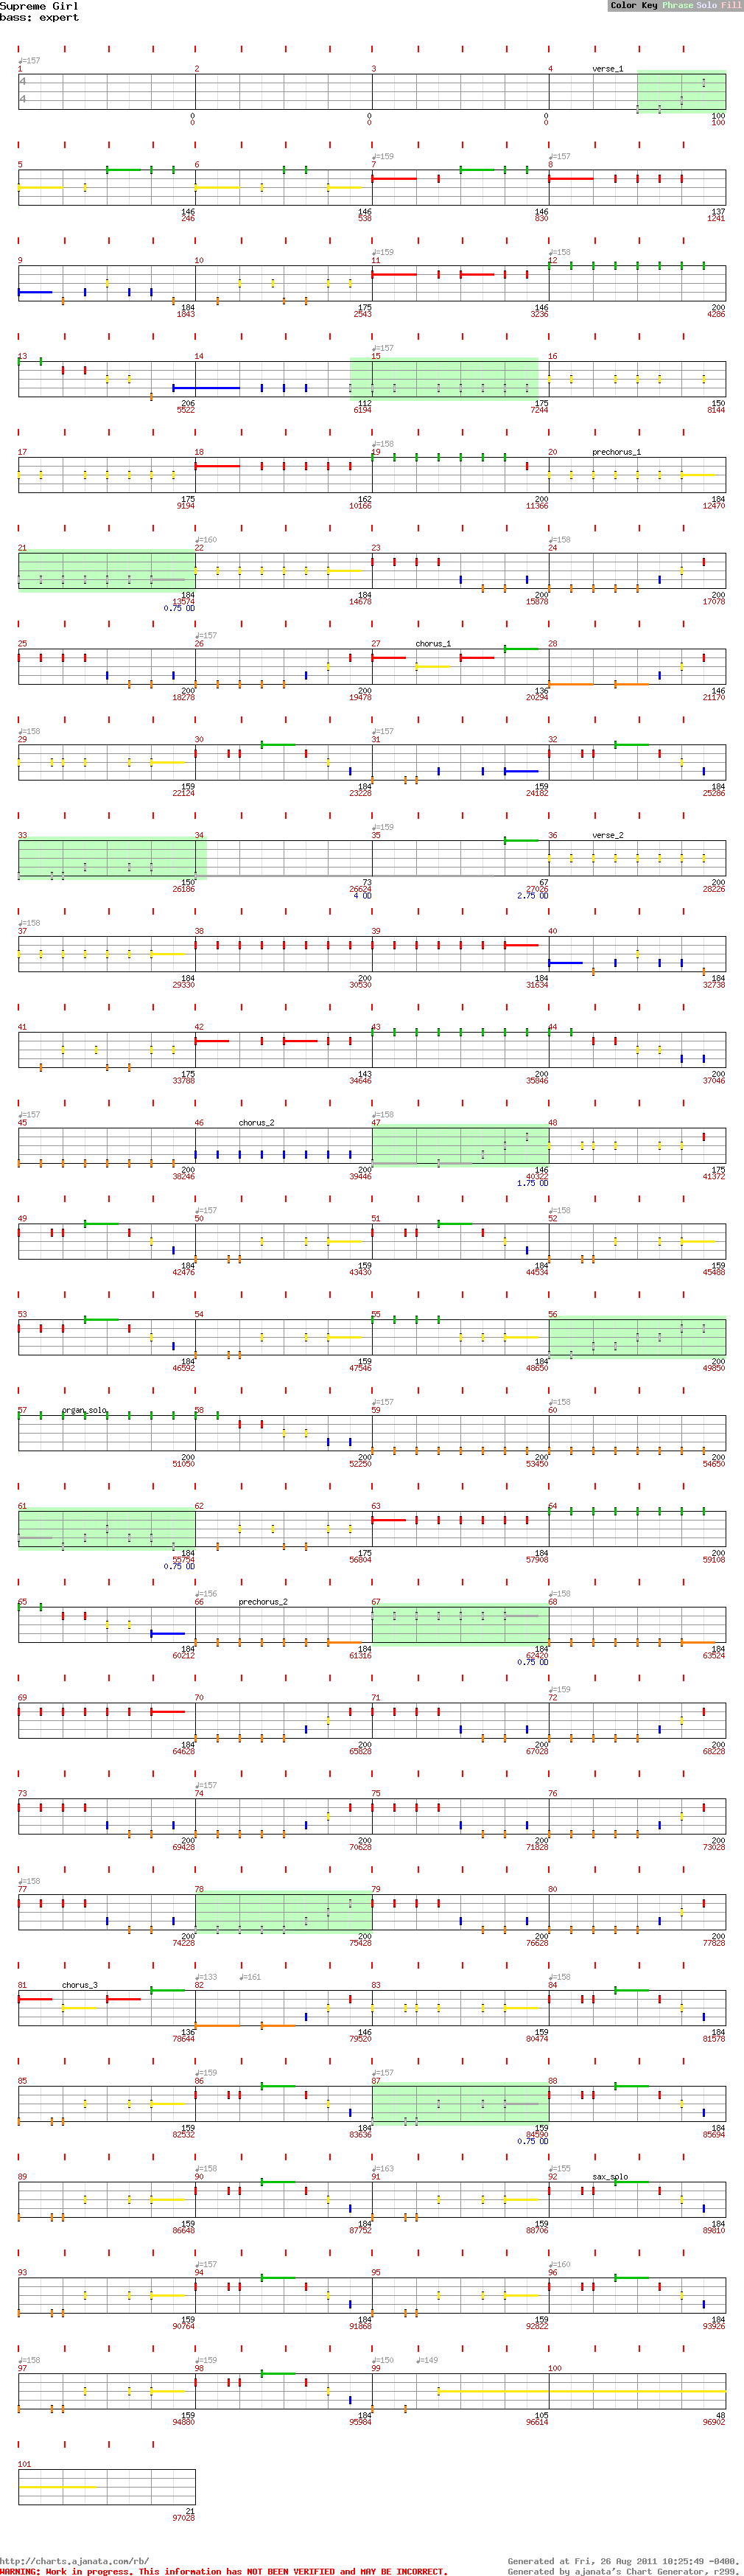 Supreme Girl
bass: expert
Color Key Phrase Solo Fill
♩=157
1 2 3 4 verse_1
4
4
0 0 0 100
0 0 0 100
♩=159 ♩=157
5 6 7 8
146 146 146 137
246 538 830 1241
♩=159 ♩=158
9 10 11 12
184 175 146 200
1843 2543 3236 4286
♩=157
13 14 15 16
206 112 175 150
5522 6194 7244 8144
♩=158
17 18 19 20 prechorus_1
175 162 200 184
9194 10166 11366 12470
♩=160 ♩=158
21 22 23 24
184 184 200 200
13574 14678 15878 17078
0.75 OD
♩=157
25 26 27 chorus_1 28
200 200 136 146
18278 19478 20294 21170
♩=158 ♩=157
29 30 31 32
159 184 159 184
22124 23228 24182 25286
♩=159
33 34 35 36 verse_2
150 73 67 200
26186 26624 27026 28226
4 OD 2.75 OD
♩=158
37 38 39 40
184 200 184 184
29330 30530 31634 32738
41 42 43 44
175 143 200 200
33788 34646 35846 37046
♩=157 ♩=158
45 46 chorus_2 47 48
200 200 146 175
38246 39446 40322 41372
1.75 OD
♩=157 ♩=158
49 50 51 52
184 159 184 159
42476 43430 44534 45488
53 54 55 56
184 159 184 200
46592 47546 48650 49850
♩=157 ♩=158
57 organ_solo 58 59 60
200 200 200 200
51050 52250 53450 54650
61 62 63 64
184 175 184 200
55754 56804 57908 59108
0.75 OD
♩=156 ♩=158
65 66 prechorus_2 67 68
184 184 184 184
60212 61316 62420 63524
0.75 OD
♩=159
69 70 71 72
184 200 200 200
64628 65828 67028 68228
♩=157
73 74 75 76
200 200 200 200
69428 70628 71828 73028
♩=158
77 78 79 80
200 200 200 200
74228 75428 76628 77828
♩=133 ♩=161 ♩=158
81 chorus_3 82 83 84
136 146 159 184
78644 79520 80474 81578
♩=159 ♩=157
85 86 87 88
159 184 159 184
82532 83636 84590 85694
0.75 OD
♩=158 ♩=163 ♩=155
89 90 91 92 sax_solo
159 184 159 184
86648 87752 88706 89810
♩=157 ♩=160
93 94 95 96
159 184 159 184
90764 91868 92822 93926
♩=158 ♩=159 ♩=150 ♩=149
97 98 99 100
159 184 105 48
94880 95984 96614 96902
101
21
97028
http://charts.ajanata.com/rb/ Generated at Fri, 26 Aug 2011 10:25:49 -0400.
WARNING: Work in progress. This information has NOT BEEN VERIFIED and MAY BE INCORRECT. Generated by ajanata's Chart Generator, r299.